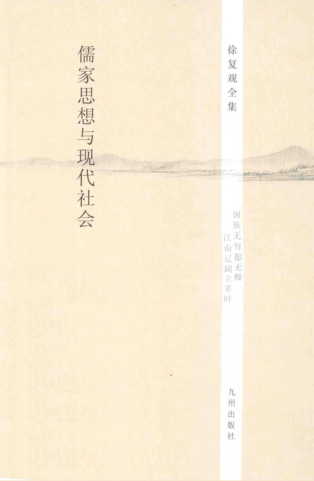 徐复观全集
儒家思想与现代社会
国族无穷愿无极
江山辽阔立多时
九州出版社